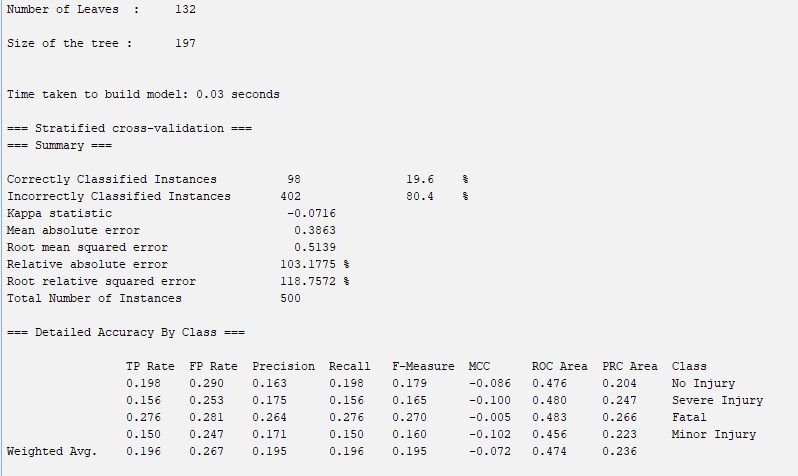 Number of Leaves  :     132
Size of the tree :      197
Time taken to build model: 0.03 seconds
=== Stratified cross-validation ===
=== Summary ===
Correctly Classified Instances          98               19.6    %
Incorrectly Classified Instances       402               80.4    %
Kappa statistic                         -0.0716
Mean absolute error                      0.3863
Root mean squared error                  0.5139
Relative absolute error                103.1775 %
Root relative squared error            118.7572 %
Total Number of Instances              500
=== Detailed Accuracy By Class ===
                 TP Rate  FP Rate  Precision  Recall   F-Measure  MCC      ROC Area  PRC Area  Class
                 0.198    0.290    0.163      0.198    0.179      -0.086   0.476     0.204     No Injury
                 0.156    0.253    0.175      0.156    0.165      -0.100   0.480     0.247     Severe Injury
                 0.276    0.281    0.264      0.276    0.270      -0.005   0.483     0.266     Fatal
                 0.150    0.247    0.171      0.150    0.160      -0.102   0.456     0.223     Minor Injury
Weighted Avg.    0.196    0.267    0.195      0.196    0.195      -0.072   0.474     0.236